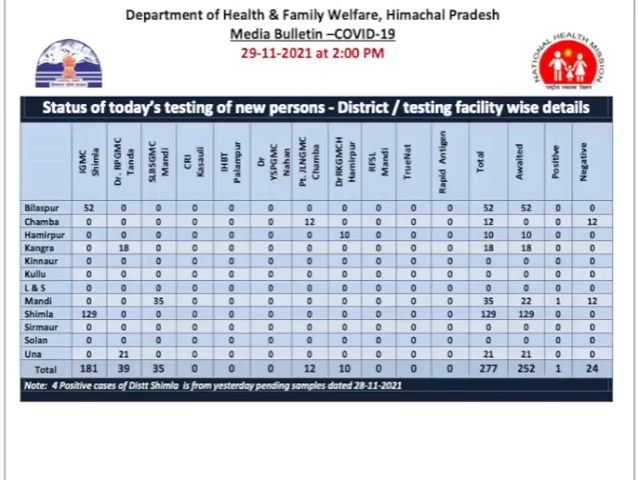 Department of Health & Family Welfare, Himachal Pradesh
Media Bulletin –COVID-19
29-11-2021 at 2:00 PM
NATIONAL HEALTH MISSION
Status of today's testing of new persons - District / testing facility wise details
IGMC Shimla Dr. RPGMC Tanda SLBSGMC Mandi CRI Kasauli IHBT Palampur Dr YSPGMC Nahan Pt. JLNGMC Chamba DrRKGMCH Hamirpur RFSL Mandi TrueNat Rapid Antigen Total Awaited Positive Negative
Bilaspur 52 0 0 0 0 0 0 0 0 0 0 52 52 0 0
Chamba 0 0 0 0 0 0 12 0 0 0 0 12 0 0 12
Hamirpur 0 0 0 0 0 0 0 10 0 0 0 10 10 0 0
Kangra 0 18 0 0 0 0 0 0 0 0 0 18 18 0 0
Kinnaur 0 0 0 0 0 0 0 0 0 0 0 0 0 0 0
Kullu 0 0 0 0 0 0 0 0 0 0 0 0 0 0 0
L & S 0 0 0 0 0 0 0 0 0 0 0 0 0 0 0
Mandi 0 0 35 0 0 0 0 0 0 0 0 35 22 1 12
Shimla 129 0 0 0 0 0 0 0 0 0 0 129 129 0 0
Sirmaur 0 0 0 0 0 0 0 0 0 0 0 0 0 0 0
Solan 0 0 0 0 0 0 0 0 0 0 0 0 0 0 0
Una 0 21 0 0 0 0 0 0 0 0 0 21 21 0 0
Total 181 39 35 0 0 0 12 10 0 0 0 277 252 1 24
Note: 4 Positive cases of Distt Shimla is from yesterday pending samples dated 28-11-2021